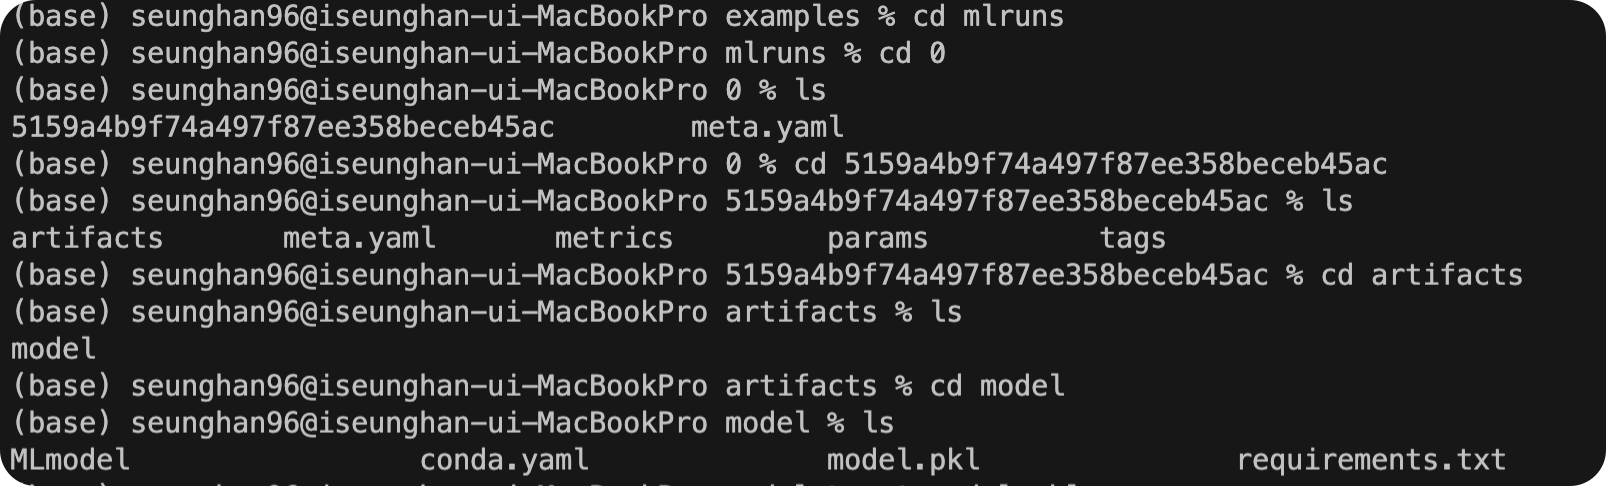 (base) seunghan96@iseunghan-ui-MacBookPro examples % cd mlruns
(base) seunghan96@iseunghan-ui-MacBookPro mlruns % cd 0
(base) seunghan96@iseunghan-ui-MacBookPro 0 % ls
5159a4b9f74a497f87ee358beceb45ac meta.yaml
(base) seunghan96@iseunghan-ui-MacBookPro 0 % cd 5159a4b9f74a497f87ee358beceb45ac
(base) seunghan96@iseunghan-ui-MacBookPro 5159a4b9f74a497f87ee358beceb45ac % ls
artifacts meta.yaml metrics params tags
(base) seunghan96@iseunghan-ui-MacBookPro 5159a4b9f74a497f87ee358beceb45ac % cd artifacts
(base) seunghan96@iseunghan-ui-MacBookPro artifacts % ls
model
(base) seunghan96@iseunghan-ui-MacBookPro artifacts % cd model
(base) seunghan96@iseunghan-ui-MacBookPro model % ls
MLmodel conda.yaml model.pkl requirements.txt